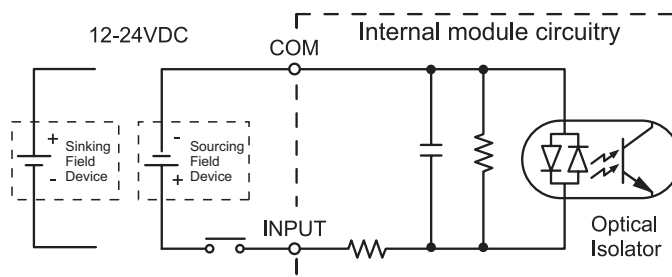 12-24VDC
COM
Internal module circuitry
+
Sinking
Field
Device
-
-
Sourcing
Field
Device
+
INPUT
Optical
Isolator